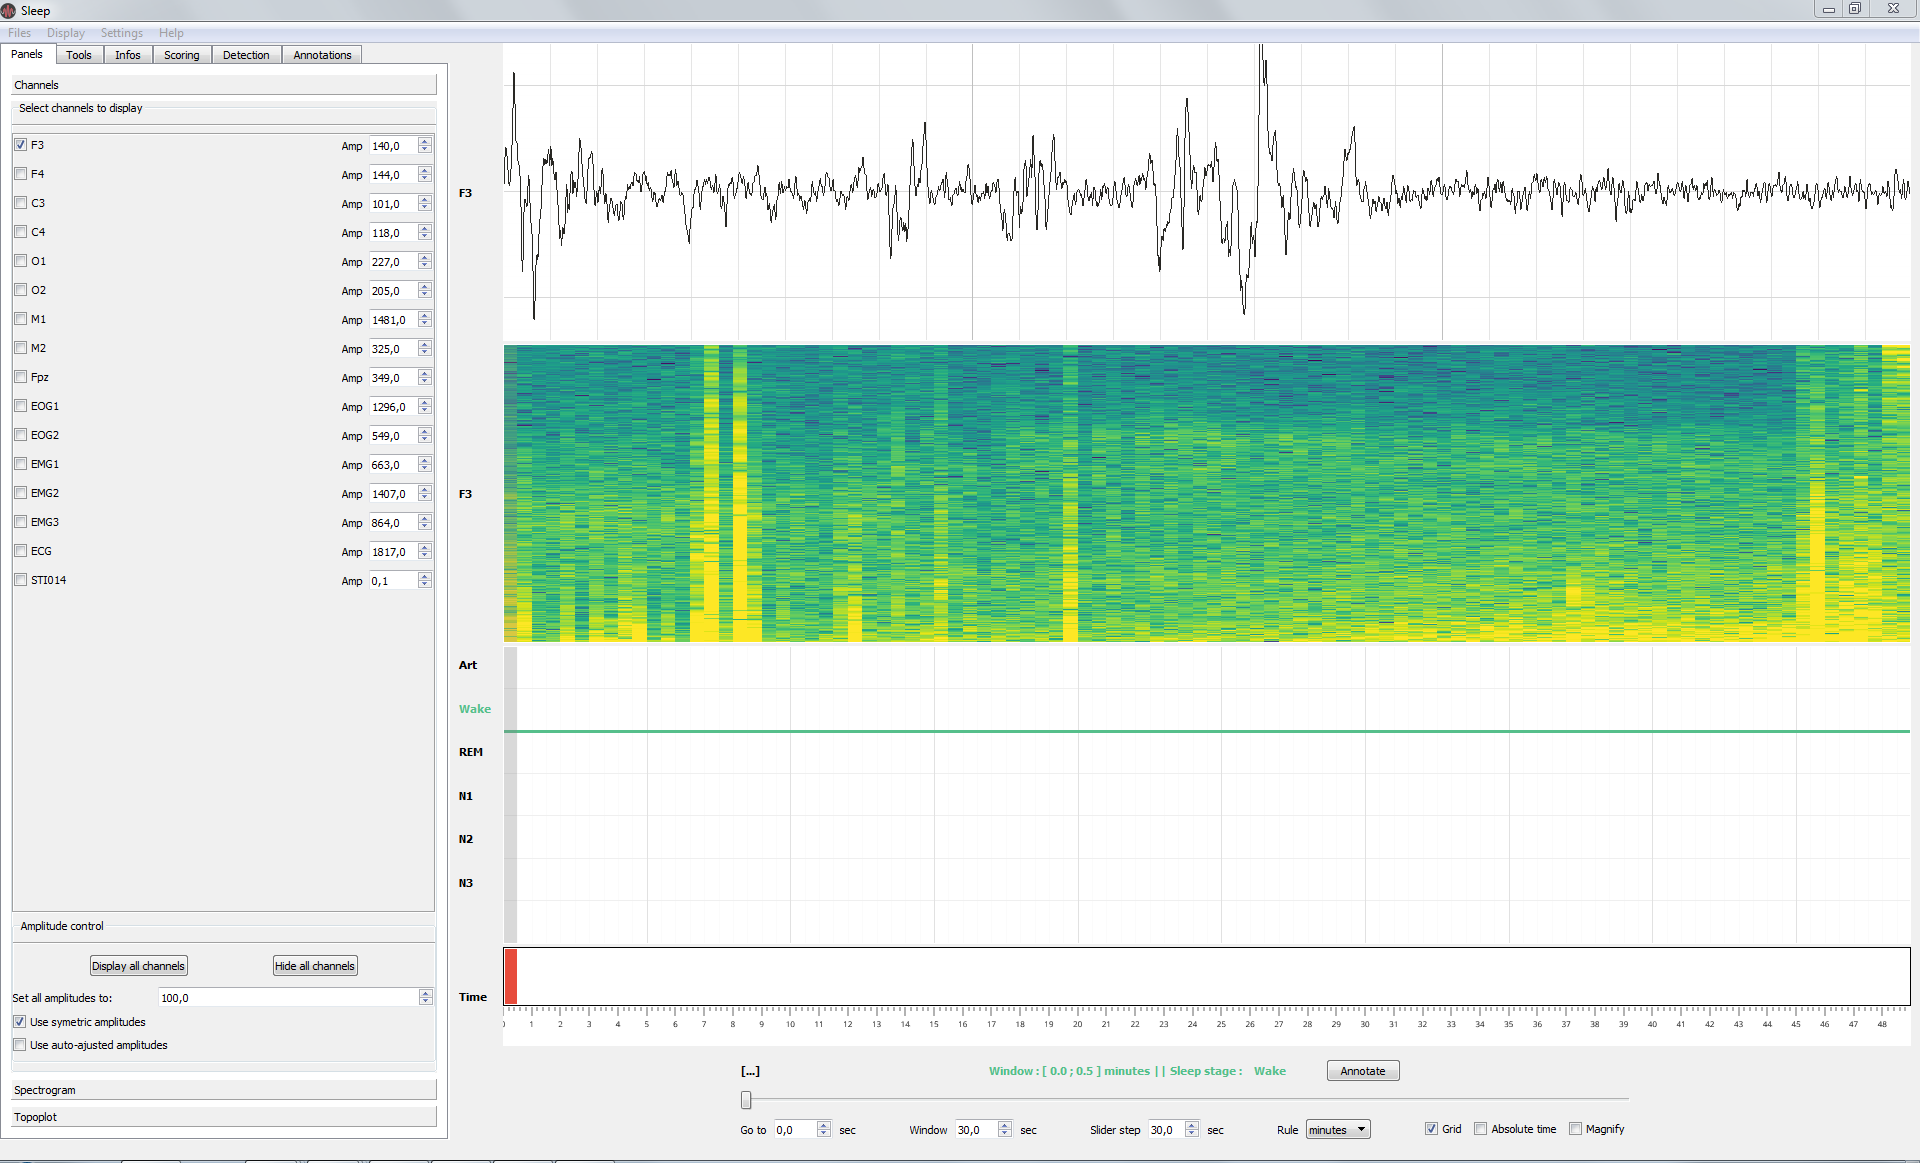 Sleep
Files Display Settings Help
Panels Tools Infos Scoring Detection Annotations
Channels
Select channels to display
F3 Amp 140,0
F4 Amp 144,0
C3 Amp 101,0
C4 Amp 118,0
O1 Amp 227,0
O2 Amp 205,0
M1 Amp 1481,0
M2 Amp 325,0
Fpz Amp 349,0
EOG1 Amp 1296,0
EOG2 Amp 549,0
EMG1 Amp 663,0
EMG2 Amp 1407,0
EMG3 Amp 864,0
ECG Amp 1817,0
STI014 Amp 0,1
Amplitude control
Display all channels Hide all channels
Set all amplitudes to: 100,0
Use symetric amplitudes
Use auto-ajusted amplitudes
Spectrogram
Topoplot
F3
F3
Art
Wake
REM
N1
N2
N3
Time
0 1 2 3 4 5 6 7 8 9 10 11 12 13 14 15 16 17 18 19 20 21 22 23 24 25 26 27 28 29 30 31 32 33 34 35 36 37 38 39 40 41 42 43 44 45 46 47 48
[...] Window : [ 0.0 ; 0.5 ] minutes || Sleep stage : Wake Annotate
Go to 0,0 sec Window 30,0 sec Slider step 30,0 sec Rule minutes Grid Absolute time Magnify